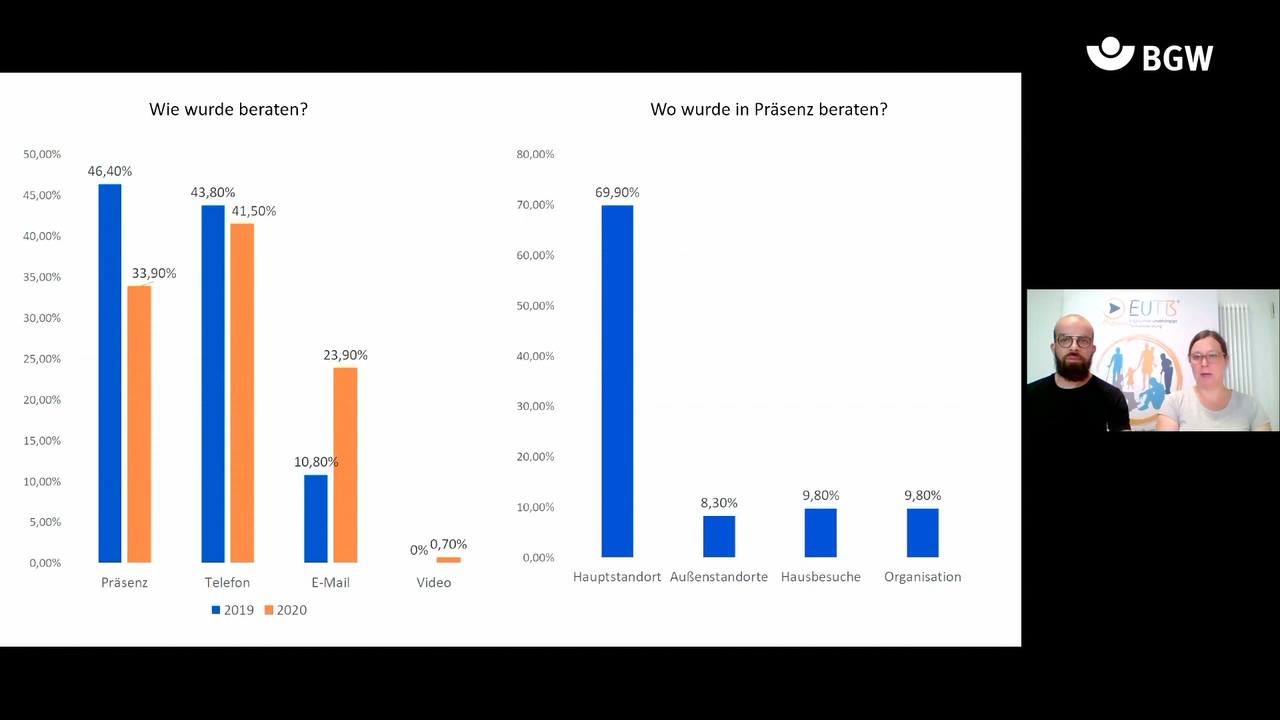 BGW
Wie wurde beraten?
50,00%
45,00%
40,00%
35,00%
30,00%
25,00%
20,00%
15,00%
10,00%
5,00%
0,00%
46,40%
33,90%
43,80%
41,50%
10,80%
23,90%
0%
0,70%
Präsenz
Telefon
E-Mail
Video
2019
2020
Wo wurde in Präsenz beraten?
80,00%
70,00%
60,00%
50,00%
40,00%
30,00%
20,00%
10,00%
0,00%
69,90%
8,30%
9,80%
9,80%
Hauptstandort
Außenstandorte
Hausbesuche
Organisation
EUTB